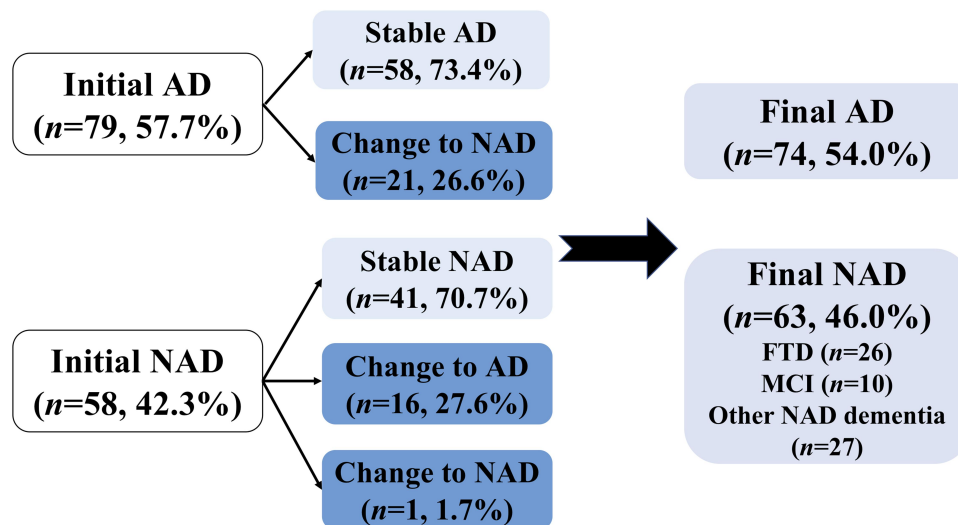 Initial AD
(n=79, 57.7%)
Stable AD
(n=58, 73.4%)
Change to NAD
(n=21, 26.6%)
Initial NAD
(n=58, 42.3%)
Stable NAD
(n=41, 70.7%)
Change to AD
(n=16, 27.6%)
Change to NAD
(n=1, 1.7%)
Final AD
(n=74, 54.0%)
Final NAD
(n=63, 46.0%)
FTD (n=26)
MCI (n=10)
Other NAD dementia
(n=27)